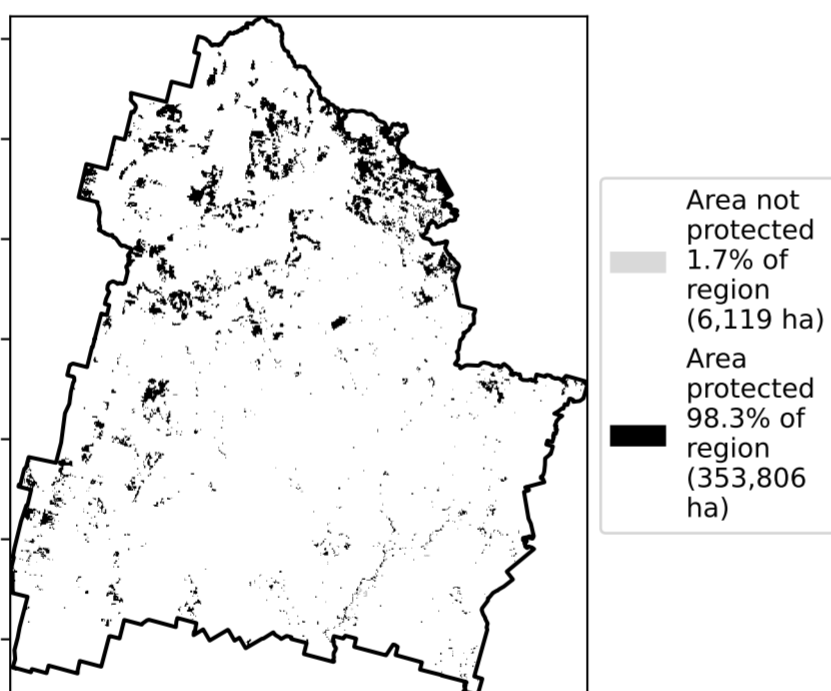 Area not
protected
1.7% of
region
(6,119 ha)
Area
protected
98.3% of
region
(353,806
ha)